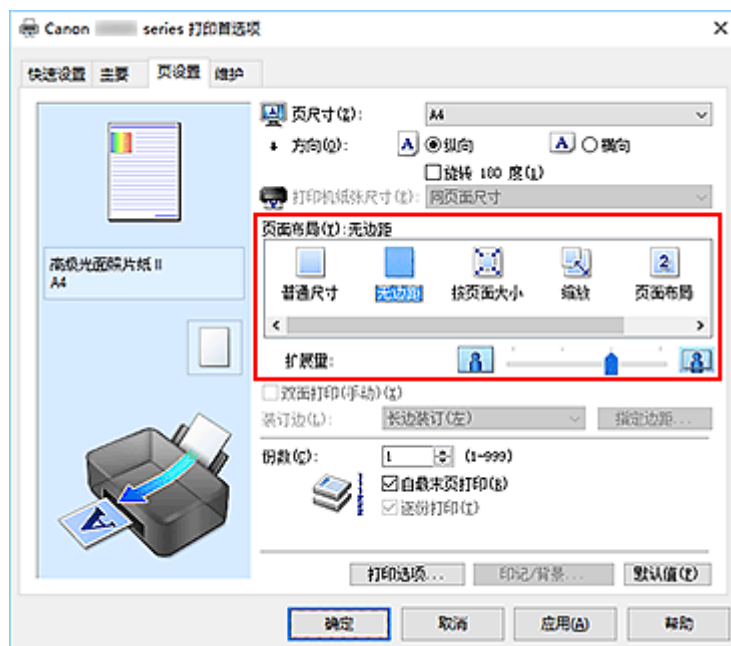 Canon series 打印首选项
快速设置 主要 页设置 维护
高级光面照片纸 II
A4
页尺寸(Z): A4
方向(O): A 纵向 A 横向
旋转 180 度(L)
打印机纸张尺寸(E): 同页面尺寸
页面布局(Y):无边距
普通尺寸 无边距 按页面大小 缩放 页面布局
扩展量:
双面打印(手动)(X)
装订边(L): 长边装订(左) 指定边距...
份数(C): 1 (1-999)
自最末页打印(R)
逐份打印(T)
打印选项... 印记/背景... 默认值(F)
确定 取消 应用(A) 帮助